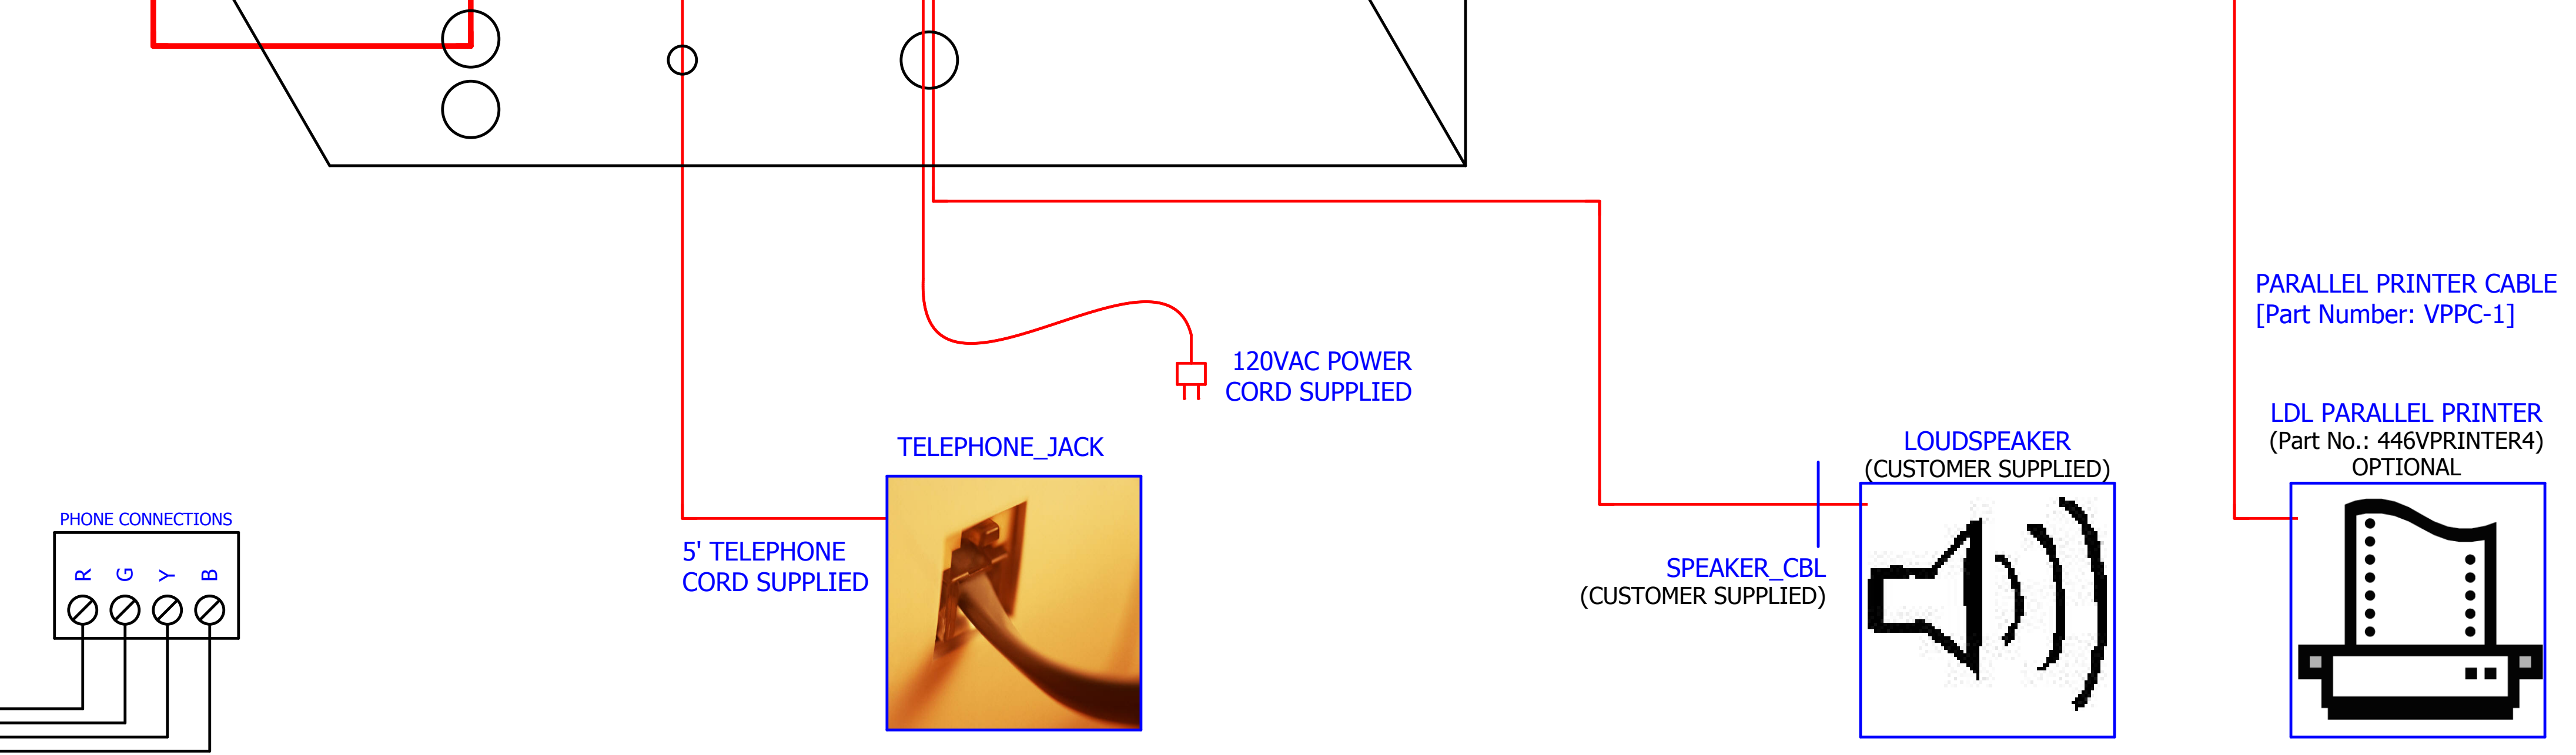 PARALLEL PRINTER CABLE
[Part Number: VPPC-1]
120VAC POWER
CORD SUPPLIED
LDL PARALLEL PRINTER
(Part No.: 446VPRINTER4)
OPTIONAL
TELEPHONE_JACK
LOUDSPEAKER
(CUSTOMER SUPPLIED)
PHONE CONNECTIONS
R G Y B
5' TELEPHONE
CORD SUPPLIED
SPEAKER_CBL
(CUSTOMER SUPPLIED)